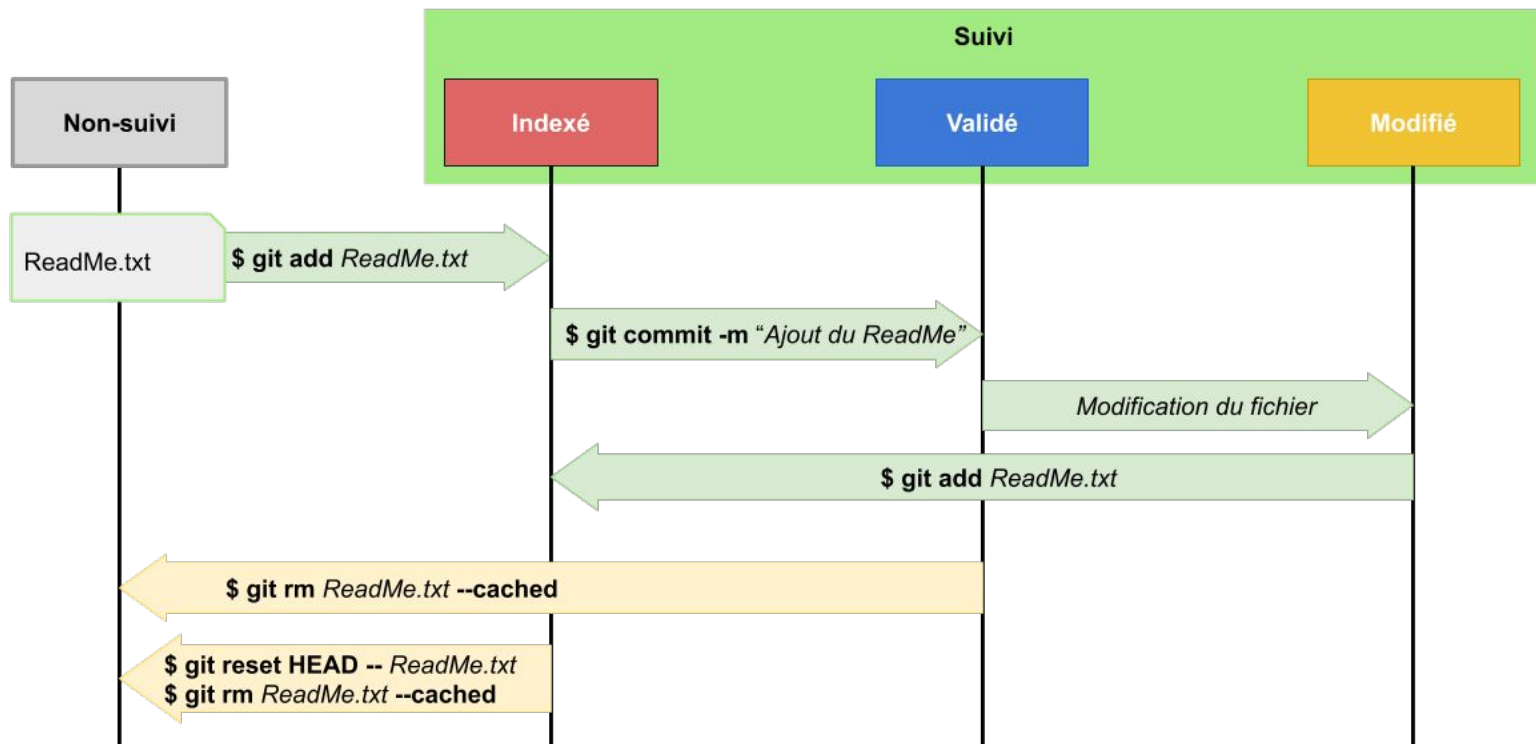 Suivi
Non-suivi
Indexé
Validé
Modifié
ReadMe.txt
$ git add ReadMe.txt
$ git commit -m “Ajout du ReadMe”
Modification du fichier
$ git add ReadMe.txt
$ git rm ReadMe.txt --cached
$ git reset HEAD -- ReadMe.txt
$ git rm ReadMe.txt --cached